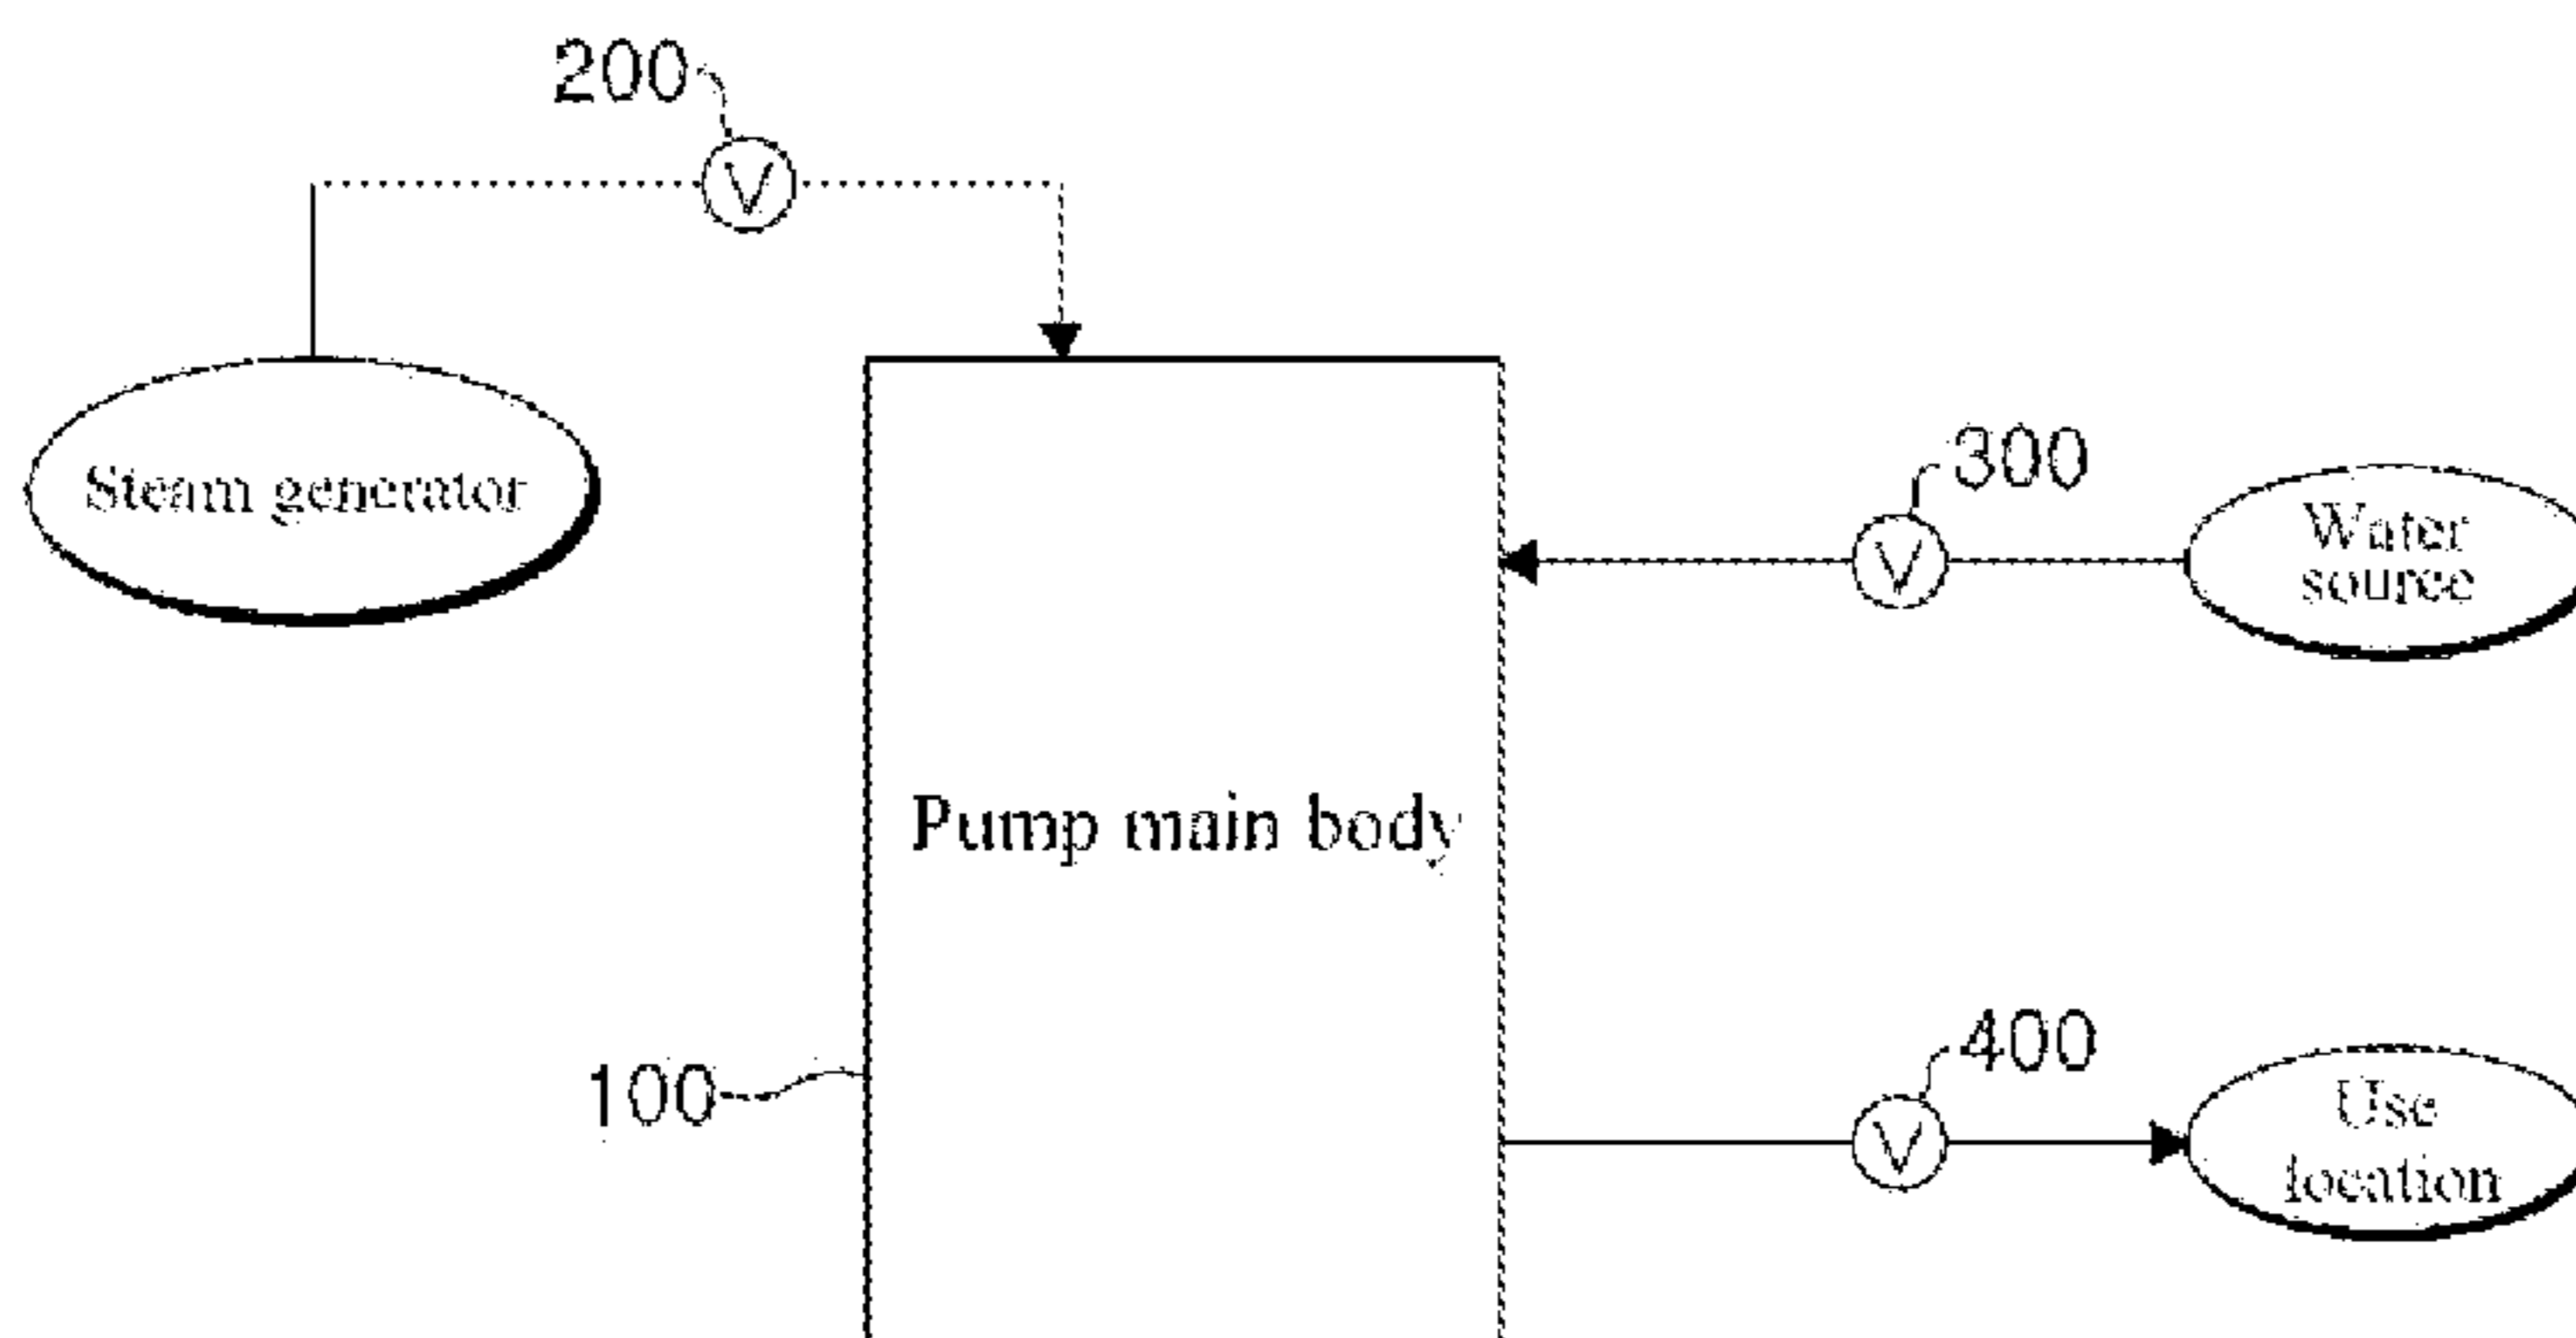 200
V
Steam generator
300
V
Water
source
Pump main body
400
100
V
Use
location